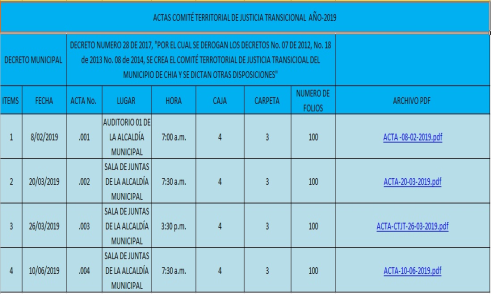 ACTAS COMITÉ TERRITORIAL DE JUSTICIA TRANSICIONAL AÑO-2019
DECRETO MUNICIPAL
DECRETO NUMERO 28 DE 2017, "POR EL CUAL SE DEROGAN LOS DECRETOS No. 07 DE 2012, No. 18
de 2013 No. 08 de 2014, SE CREA EL COMITÉ TERROTORIAL DE JUSTICIA TRANSICIOAL DEL
MUNICIPIO DE CHIA Y SE DICTAN OTRAS DISPOSICIONES"
ITEMS FECHA ACTA No. LUGAR HORA CAJA CARPETA NUMERO DE FOLIOS ARCHIVO PDF
1 8/02/2019 .001 AUDITORIO 01 DE LA ALCALDÍA MUNICIPAL 7:00 a.m. 4 3 100 ACTA -08-02-2019.pdf
2 20/03/2019 .002 SALA DE JUNTAS DE LA ALCALDÍA MUNICIPAL 7:30 a.m. 4 3 100 ACTA-20-03-2019.pdf
3 26/03/2019 .003 SALA DE JUNTAS DE LA ALCALDÍA MUNICIPAL 3:30 p.m. 4 3 100 ACTA-CTJT-26-03-2019.pdf
4 10/06/2019 .004 SALA DE JUNTAS DE LA ALCALDÍA MUNICIPAL 7:30 a.m. 4 3 100 ACTA-10-06-2019.pdf